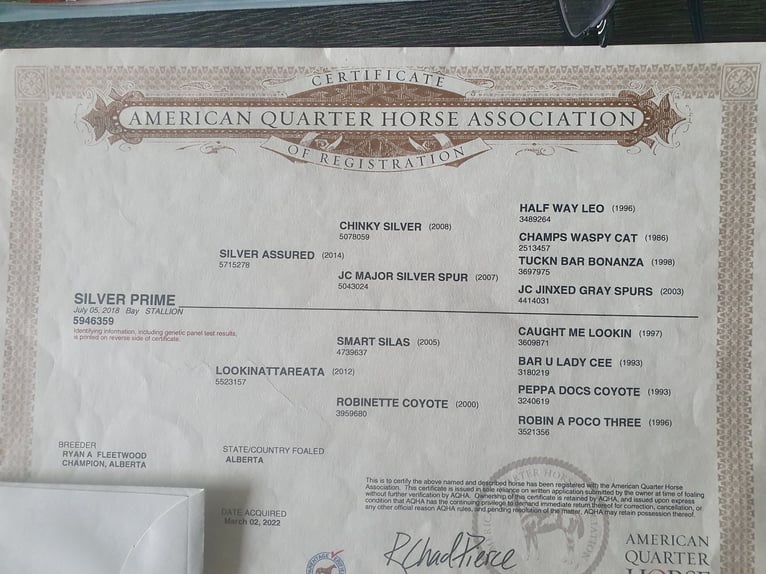 CERTIFICATE
AMERICAN QUARTER HORSE ASSOCIATION
OF REGISTRATION
HALF WAY LEO (1996)
3489264
CHINKY SILVER (2008)
5078059
CHAMPS WASPY CAT (1986)
2513457
SILVER ASSURED (2014)
5715278
TUCKN BAR BONANZA (1998)
3697975
JC MAJOR SILVER SPUR (2007)
5043024
JC JINXED GRAY SPURS (2003)
4414031
SILVER PRIME
July 05, 2018 Bay STALLION
5946359
Identifying information, including genetic panel test results,
is printed on reverse side of certificate.
CAUGHT ME LOOKIN (1997)
3609871
SMART SILAS (2005)
4739637
BAR U LADY CEE (1993)
3180219
LOOKINATTAREATA (2012)
5523157
PEPPA DOCS COYOTE (1993)
3240619
ROBINETTE COYOTE (2000)
3959680
ROBIN A POCO THREE (1996)
3521356
BREEDER
RYAN A FLEETWOOD
CHAMPION, ALBERTA
STATE/COUNTRY FOALED
ALBERTA
This is to certify the above named and described horse has been registered with the American Quarter Horse
Association. This certificate is issued in sole reliance on written application submitted by the owner at time of foaling
without further verification by AQHA. Ownership of this certificate is retained by AQHA, and issued upon express
condition that AQHA has the continuing privilege to demand immediate return thereof for correction, cancellation, or
any other official reason AQHA rules, and pending resolution of the matter, AQHA may retain possession thereof.
DATE ACQUIRED
March 02, 2022
R Chad Pierce
AMERICAN
QUARTER
HORSE